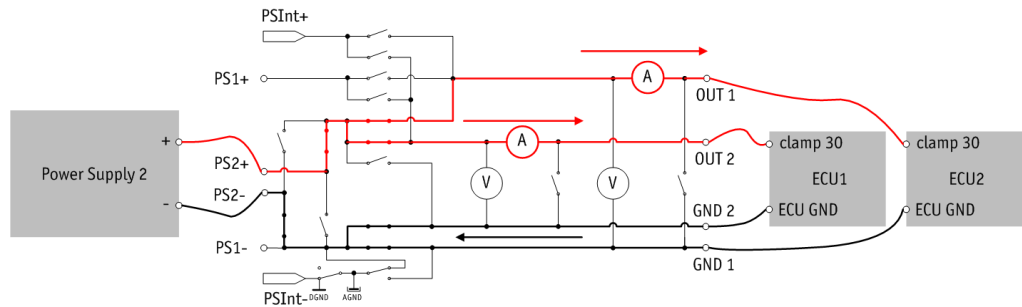 PSInt+
PS1+
A
OUT 1
+
Power Supply 2
-
PS2+
PS2-
A
OUT 2
clamp 30
clamp 30
ECU1
ECU2
V
V
ECU GND
ECU GND
GND 2
PS1-
GND 1
PSInt-
DGND
AGND